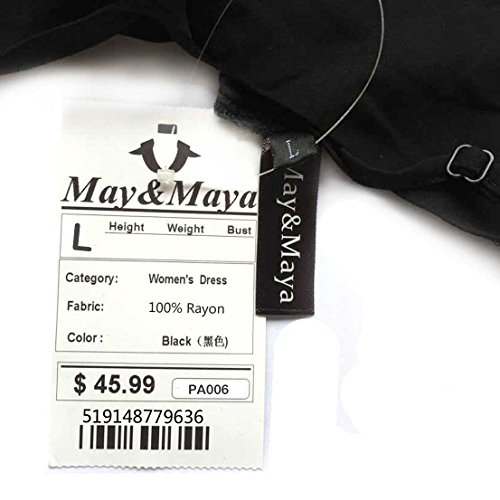 May&Maya
L Height Weight Bust
Category: Women's Dress
Fabric: 100% Rayon
Color : Black (黑色)
$ 45.99 PA006
519148779636
L
May&Maya